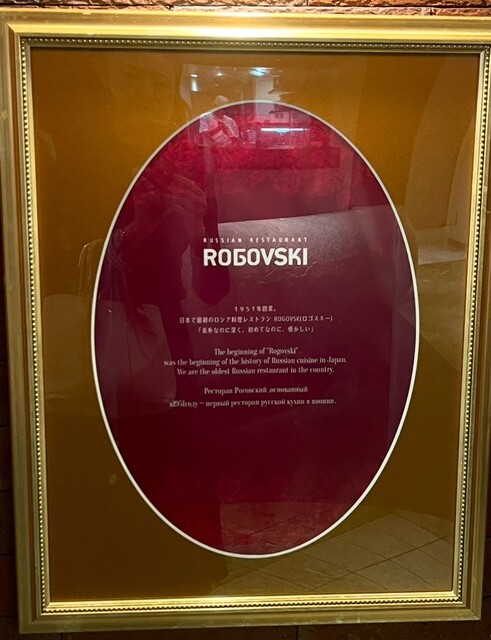 RUSSIAN RESTAURANT
ROGOVSKI
1951年創業。
日本で最初のロシア料理レストラン ROGOVSKI(ロゴスキー)
「素朴なのに深く、初めてなのに、懐かしい」
The beginning of "Rogovski"
was the beginning of the history of Russian cuisine in Japan.
We are the oldest Russian restaurant in the country.
Ресторан Роговский ,основанный
в1951году — первый ресторан русской кухни в японии.